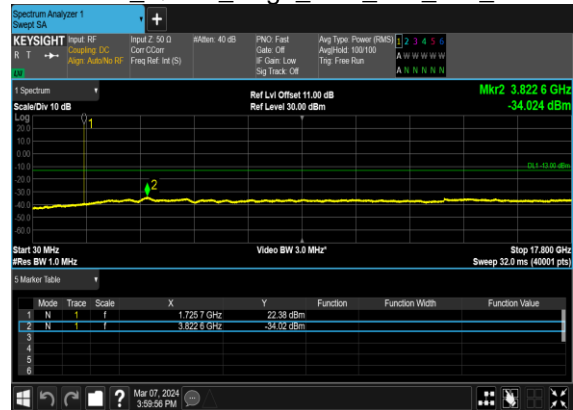 Spectrum Analyzer 1
Swept SA
+
KEYSIGHT
R T
LW
Input: RF
Coupling: DC
Align: Auto/No RF
Input Z: 50 Ω
Corr CCorr
Freq Ref: Int (S)
#Atten: 40 dB
PNO: Fast
Gate: Off
IF Gain: Low
Sig Track: Off
Avg Type: Power (RMS)
Avg|Hold: 100/100
Trig: Free Run
1 2 3 4 5 6
A W W W W W
A N N N N N
1 Spectrum
Scale/Div 10 dB
Ref Lvl Offset 11.00 dB
Ref Level 30.00 dBm
Mkr2 3.822 6 GHz
-34.024 dBm
Log
20.0
10.0
0.00
-10.0
-20.0
-30.0
-40.0
-50.0
-60.0
1
2
DL1 -13.00 dBm
Start 30 MHz
#Res BW 1.0 MHz
Video BW 3.0 MHz*
Stop 17.800 GHz
Sweep 32.0 ms (40001 pts)
5 Marker Table
Mode Trace Scale X Y Function Function Width Function Value
1 N 1 f 1.725 7 GHz 22.38 dBm
2 N 1 f 3.822 6 GHz -34.02 dBm
3
4
5
6
?
Mar 07, 2024
3:59:56 PM